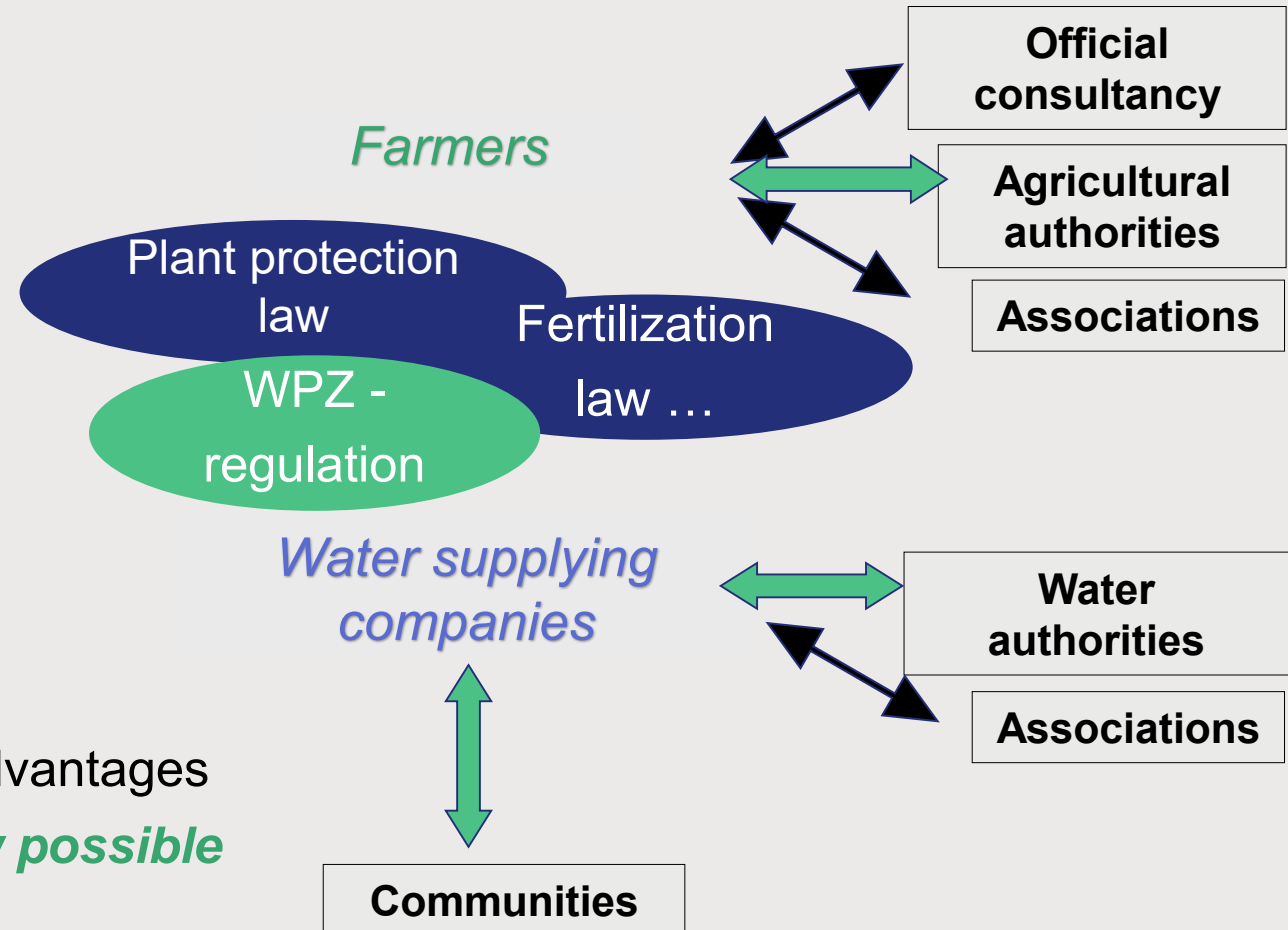 Official
consultancy
Farmers
Agricultural
authorities
Plant protection
law
Fertilization
law …
Associations
WPZ -
regulation
Water supplying
companies
Water
authorities
Associations
possible
Communities